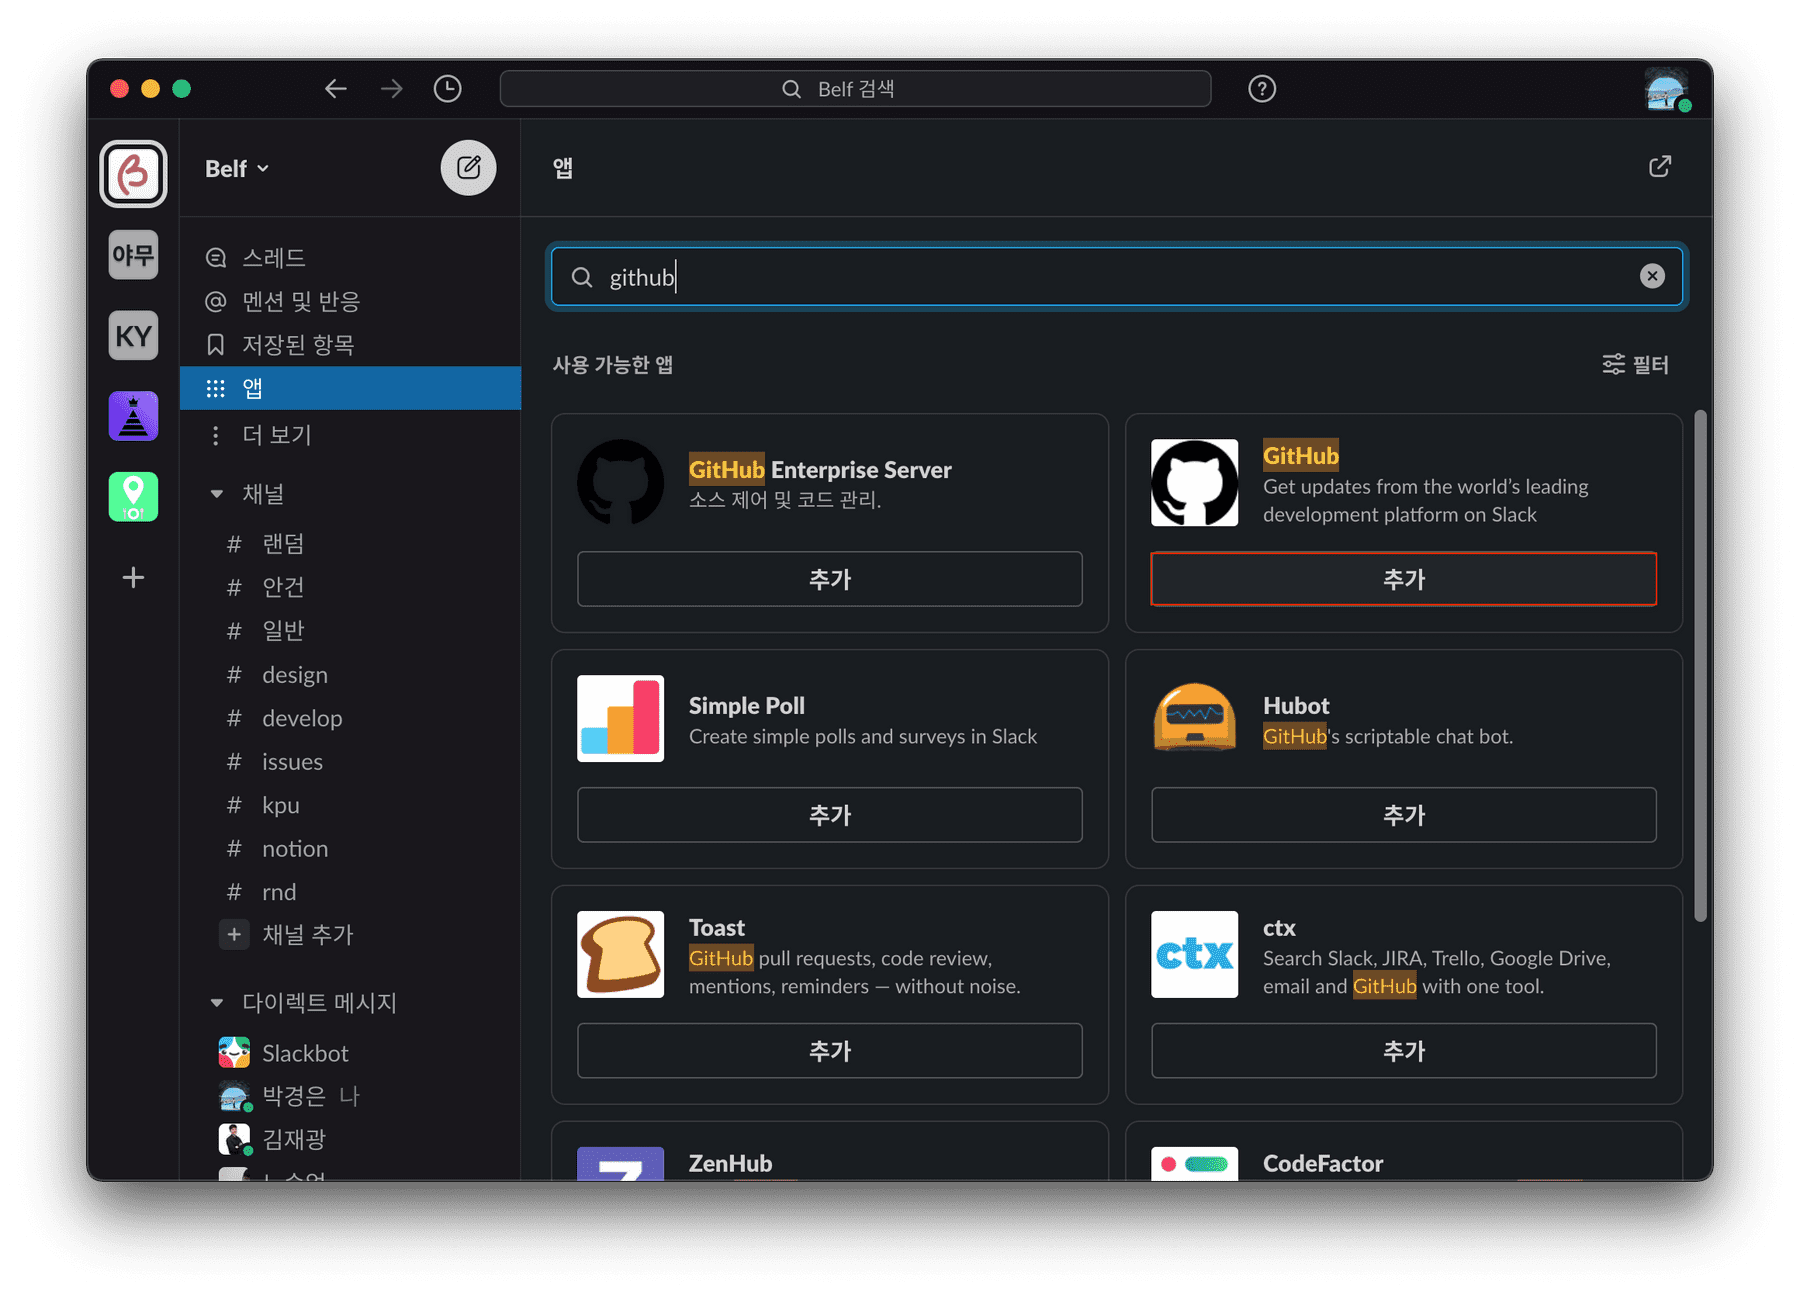 Belf 검색
Belf
앱
야무
KY
스레드
멘션 및 반응
저장된 항목
앱
더 보기
채널
# 랜덤
# 안건
# 일반
# design
# develop
# issues
# kpu
# notion
# rnd
+ 채널 추가
다이렉트 메시지
Slackbot
박경은 나
김재광
github
사용 가능한 앱
필터
GitHub Enterprise Server
소스 제어 및 코드 관리.
추가
GitHub
Get updates from the world’s leading
development platform on Slack
추가
Simple Poll
Create simple polls and surveys in Slack
추가
Hubot
GitHub's scriptable chat bot.
추가
Toast
GitHub pull requests, code review,
mentions, reminders — without noise.
추가
ctx
ctx
Search Slack, JIRA, Trello, Google Drive,
email and GitHub with one tool.
추가
ZenHub
CodeFactor